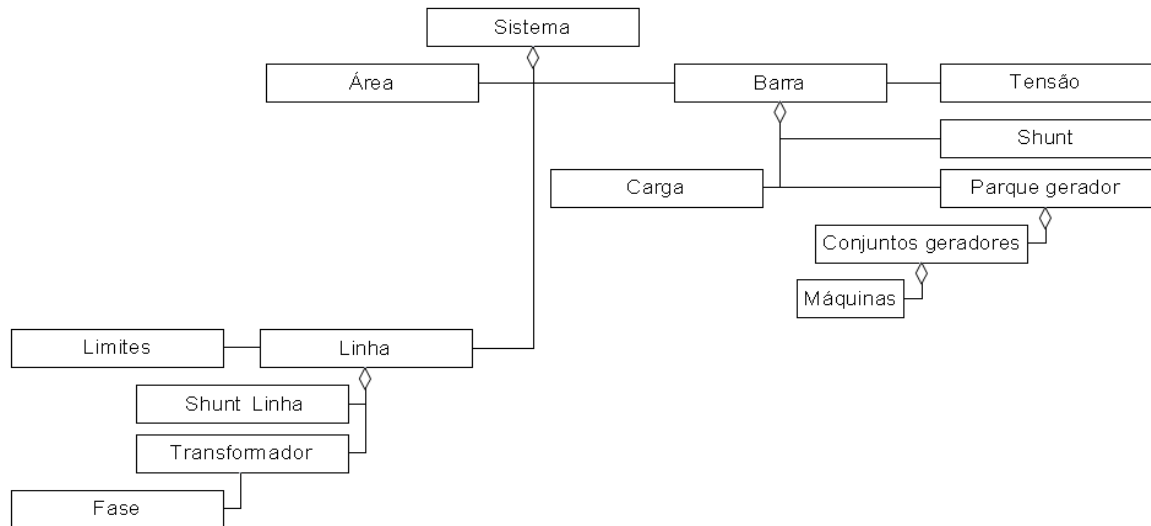 Sistema
Área
Barra
Tensão
Shunt
Carga
Parque gerador
Conjuntos geradores
Máquinas
Limites
Linha
Shunt Linha
Transformador
Fase